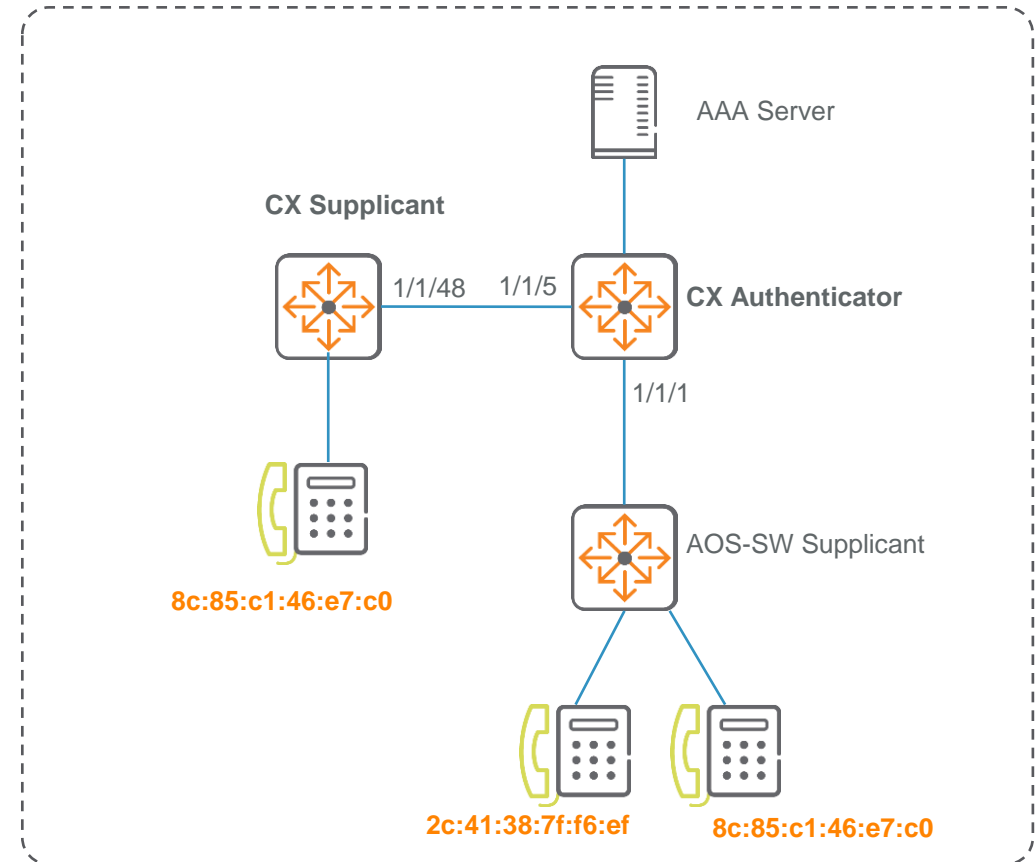 AAA Server
CX Supplicant
1/1/48
1/1/5
CX Authenticator
1/1/1
AOS-SW Supplicant
8c:85:c1:46:e7:c0
2c:41:38:7f:f6:ef
8c:85:c1:46:e7:c0